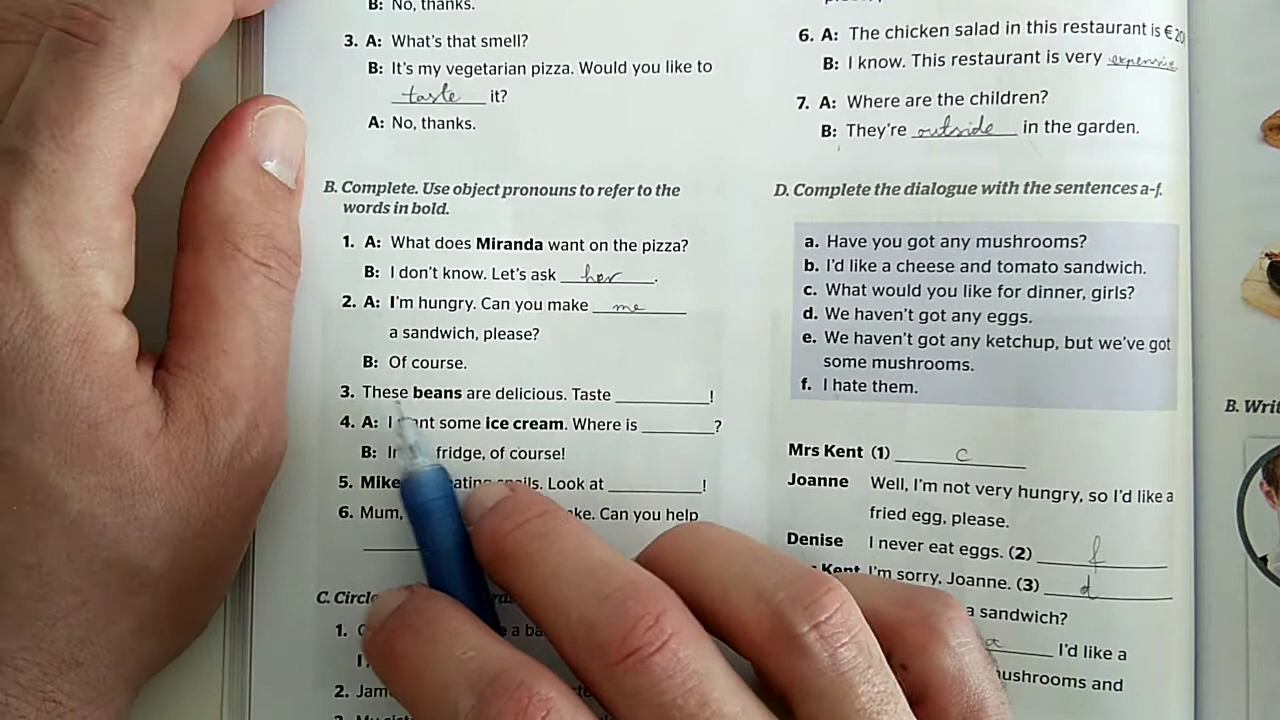 B: No, thanks.
3. A: What's that smell?
B: It's my vegetarian pizza. Would you like to
taste it?
A: No, thanks.
B. Complete. Use object pronouns to refer to the
words in bold.
1. A: What does Miranda want on the pizza?
B: I don't know. Let's ask her.
2. A: I'm hungry. Can you make me
a sandwich, please?
B: Of course.
3. These beans are delicious. Taste ________!
4. A: I want some ice cream. Where is ________?
B: In fridge, of course!
5. Mike eating snails. Look at ________!
6. Mum, Can you help
________
C. Circle
1.
2.
6. A: The chicken salad in this restaurant is €20
B: I know. This restaurant is very expensive
7. A: Where are the children?
B: They're outside in the garden.
D. Complete the dialogue with the sentences a-f.
a. Have you got any mushrooms?
b. I'd like a cheese and tomato sandwich.
c. What would you like for dinner, girls?
d. We haven't got any eggs.
e. We haven't got any ketchup, but we've got
some mushrooms.
f. I hate them.
Mrs Kent (1) c
Joanne Well, I'm not very hungry, so I'd like a
fried egg, please.
Denise I never eat eggs. (2) f
Kent I'm sorry, Joanne. (3) d
a sandwich?
I'd like a
mushrooms and
B. Writ